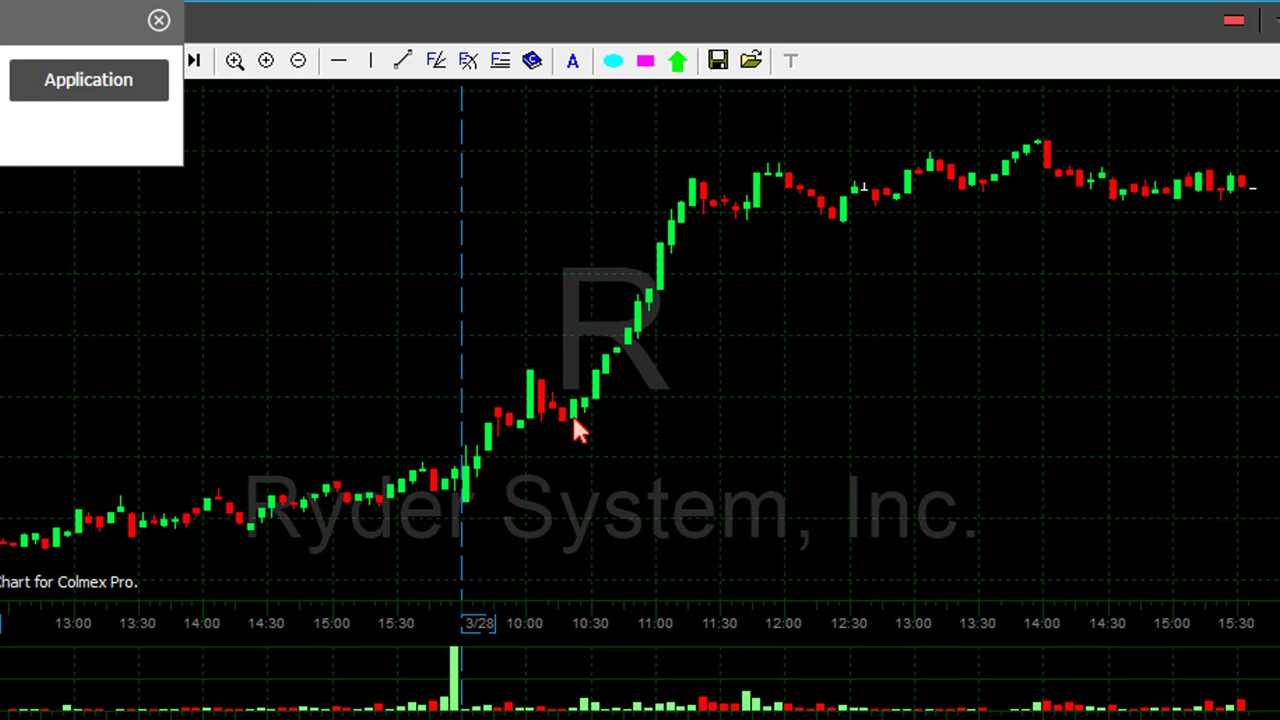 Application
A
T
R
Ryder System, Inc.
Chart for Colmex Pro.
13:00 13:30 14:00 14:30 15:00 15:30 3/28 10:00 10:30 11:00 11:30 12:00 12:30 13:00 13:30 14:00 14:30 15:00 15:30